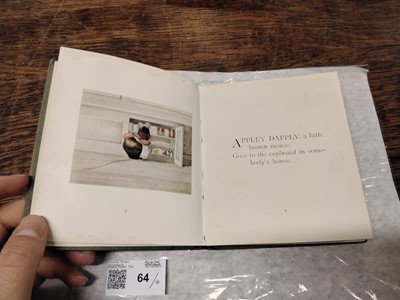 APPLEY DAPPLY, a little
brown mouse,
Goes to the cupboard in some-
body's house.
64